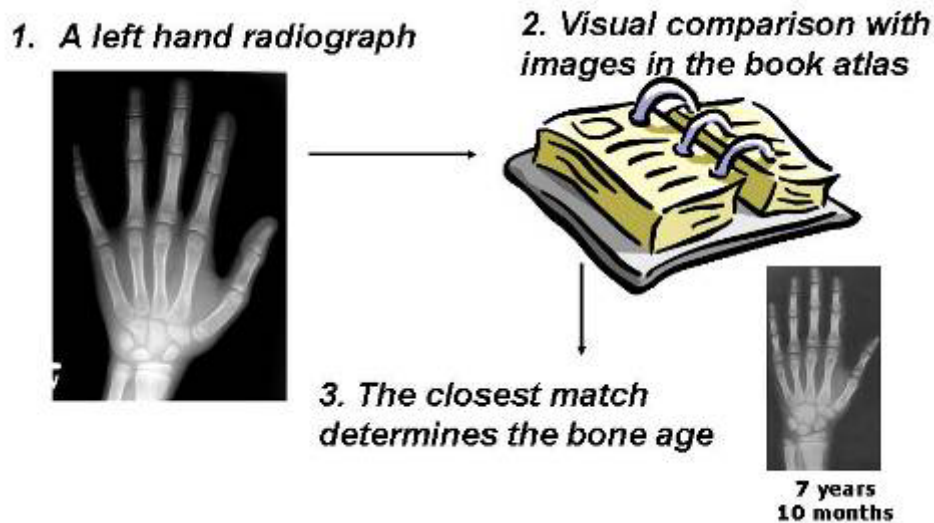 1. A left hand radiograph
2. Visual comparison with
images in the book atlas
3. The closest match
determines the bone age
7 years
10 months